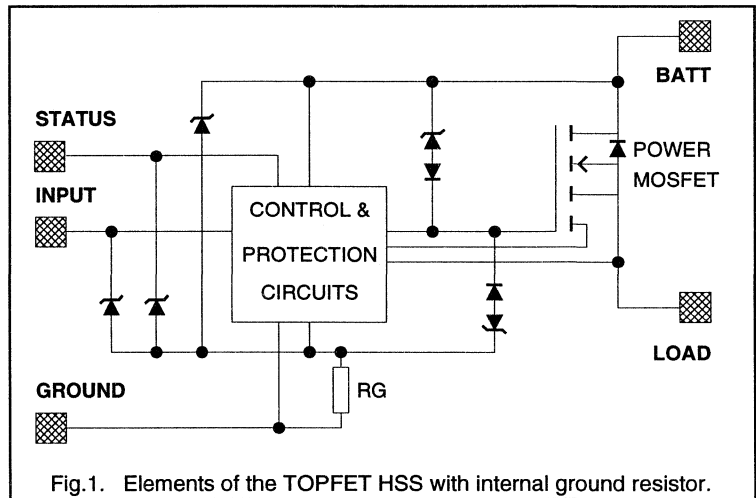 BATT
STATUS
POWER
MOSFET
INPUT
CONTROL &
PROTECTION
CIRCUITS
LOAD
RG
GROUND
Fig.1. Elements of the TOPFET HSS with internal ground resistor.